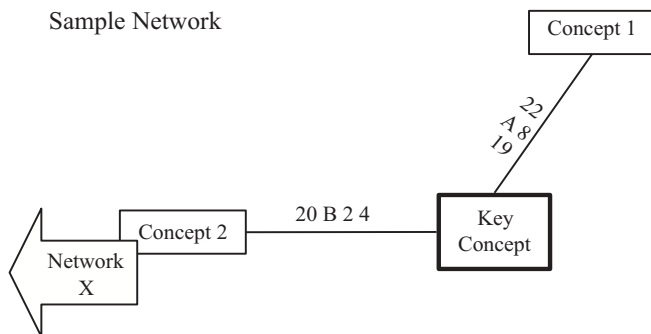 Sample Network
Concept 1
22
A 8
19
20 B 2 4
Key
Concept
Concept 2
Network
X